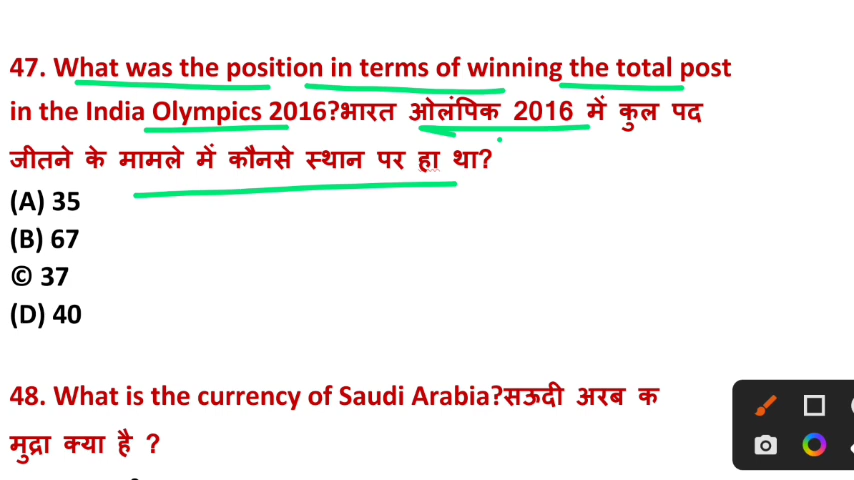 47. What was the position in terms of winning the total post
in the India Olympics 2016?भारत ओलंपिक 2016 में कुल पद
जीतने के मामले में कौनसे स्थान पर हा था?
(A) 35
(B) 67
© 37
(D) 40
48. What is the currency of Saudi Arabia?सऊदी अरब क
मुद्रा क्या है ?